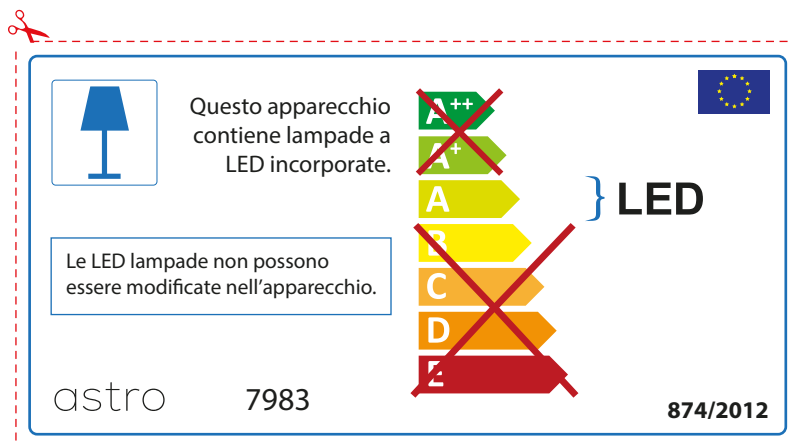 Questo apparecchio
contiene lampade a
LED incorporate.
Le LED lampade non possono
essere modificate nell'apparecchio.
A++
A+
A
B
C
D
E
LED
astro
7983
874/2012